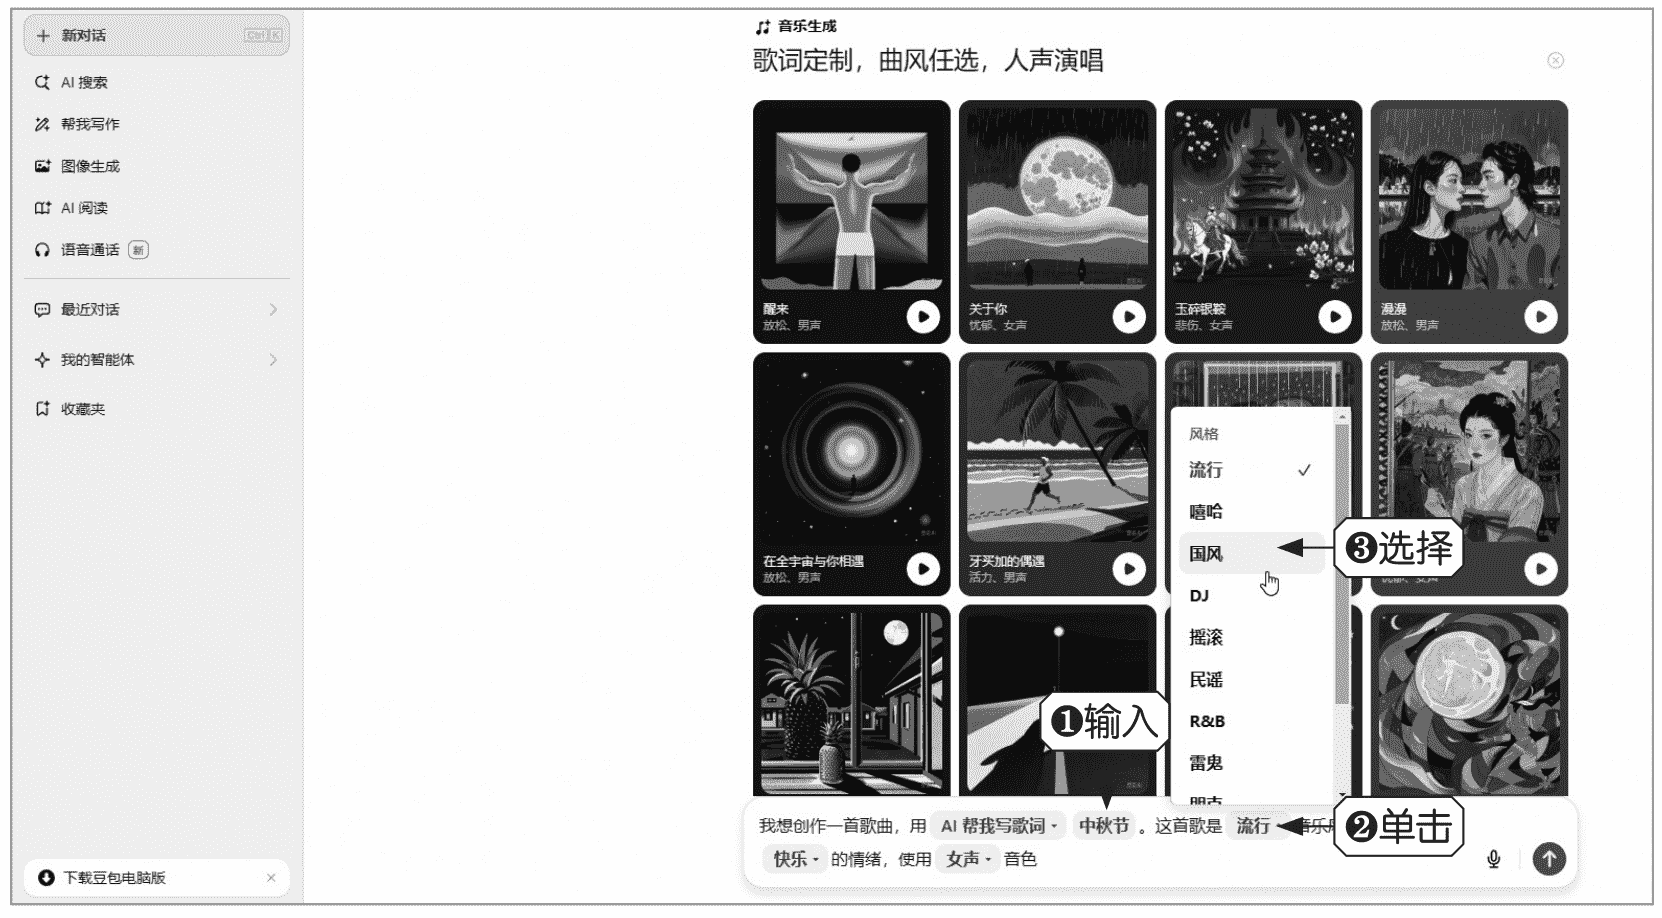 新对话 Ctrl K
AI 搜索
帮我写作
图像生成
AI 阅读
语音通话 新
最近对话
我的智能体
收藏夹
下载豆包电脑版
音乐生成
歌词定制，曲风任选，人声演唱
醒来
放松、男声
关于你
忧郁、女声
玉碎银鞍
悲伤、女声
漫漫
放松、男声
在全宇宙与你相遇
放松、男声
牙买加的偶遇
活力、男声
风格
流行
嘻哈
国风
DJ
摇滚
民谣
R&B
雷鬼
❸选择
❶输入
❷单击
我想创作一首歌曲，用 AI 帮我写歌词 中秋节 。这首歌是 流行 音乐
快乐 的情绪，使用 女声 音色